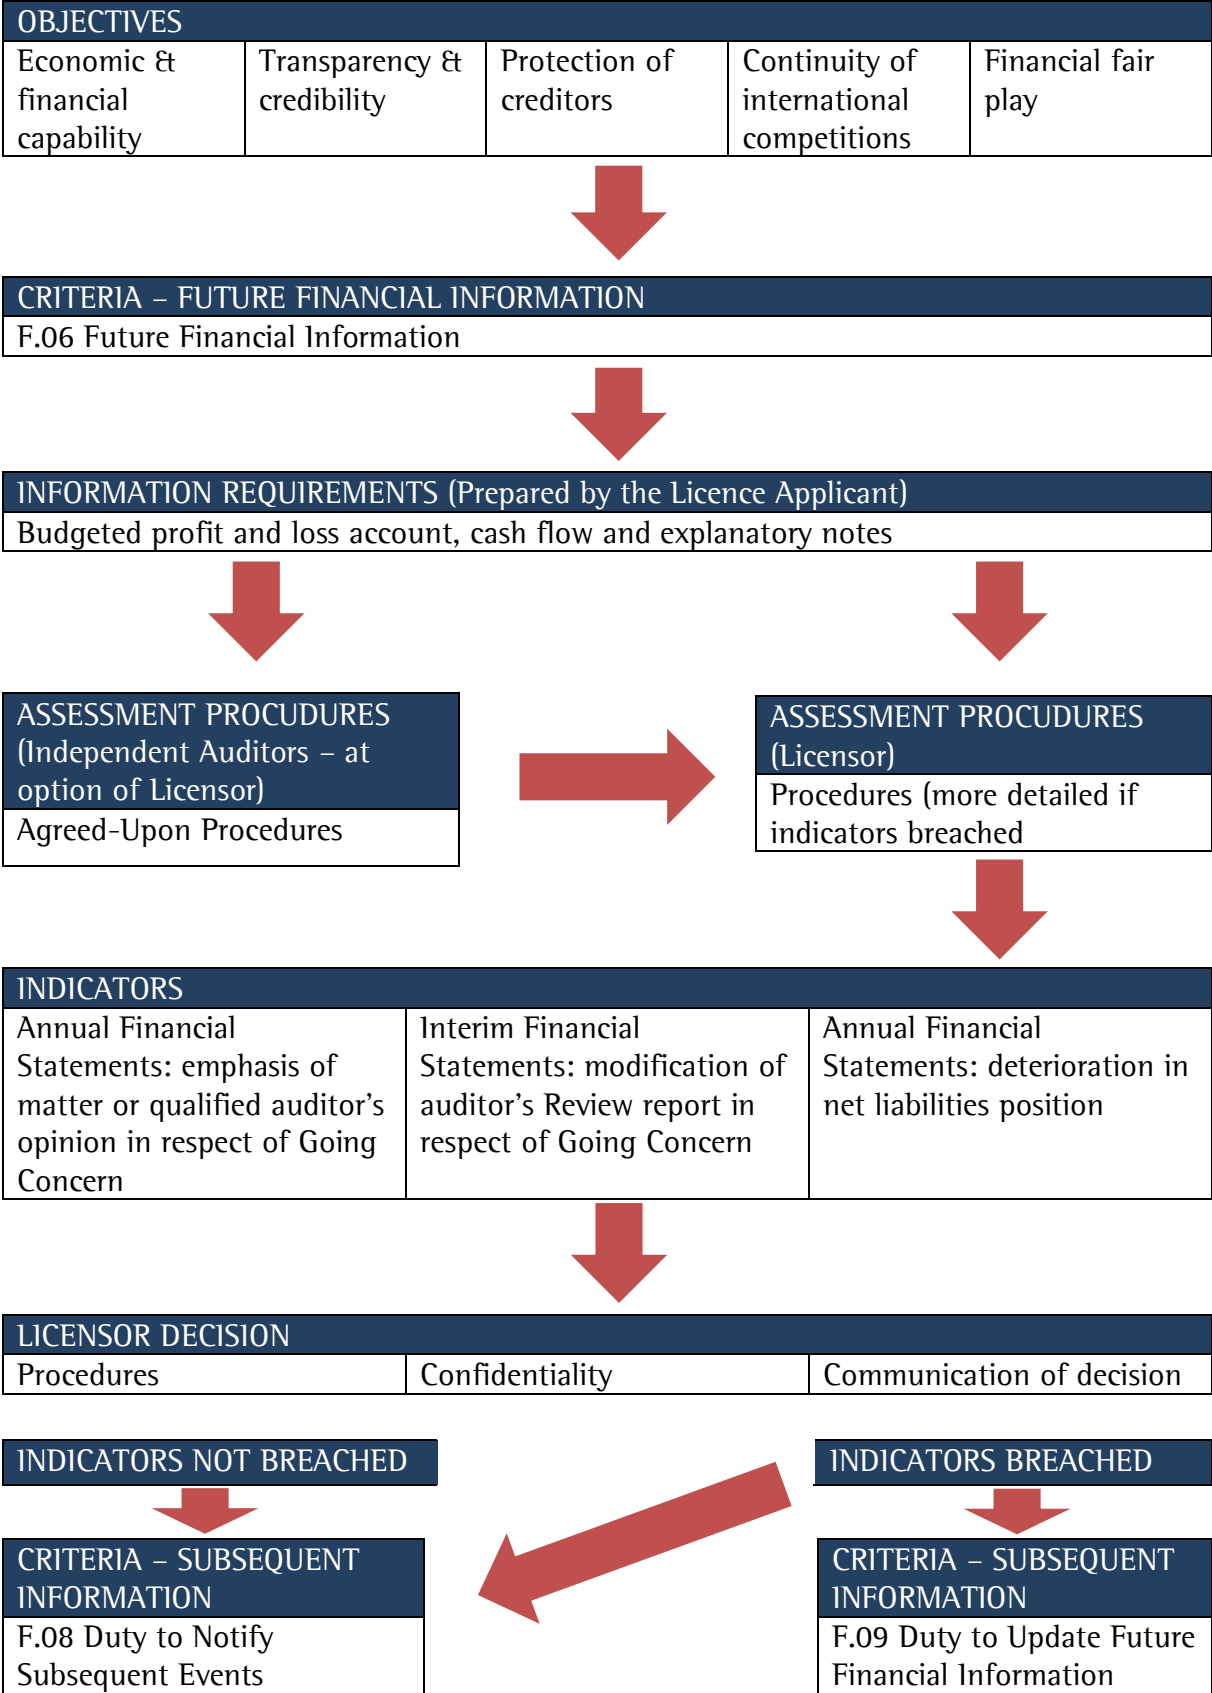 OBJECTIVES
Economic &
financial
capability
Transparency &
credibility
Protection of
creditors
Continuity of
international
competitions
Financial fair
play
CRITERIA – FUTURE FINANCIAL INFORMATION
F.06 Future Financial Information
INFORMATION REQUIREMENTS (Prepared by the Licence Applicant)
Budgeted profit and loss account, cash flow and explanatory notes
ASSESSMENT PROCUDURES
(Independent Auditors – at
option of Licensor)
Agreed-Upon Procedures
ASSESSMENT PROCUDURES
(Licensor)
Procedures (more detailed if
indicators breached
INDICATORS
Annual Financial
Statements: emphasis of
matter or qualified auditor's
opinion in respect of Going
Concern
Interim Financial
Statements: modification of
auditor's Review report in
respect of Going Concern
Annual Financial
Statements: deterioration in
net liabilities position
LICENSOR DECISION
Procedures
Confidentiality
Communication of decision
INDICATORS NOT BREACHED
INDICATORS BREACHED
CRITERIA – SUBSEQUENT
INFORMATION
F.08 Duty to Notify
Subsequent Events
CRITERIA – SUBSEQUENT
INFORMATION
F.09 Duty to Update Future
Financial Information